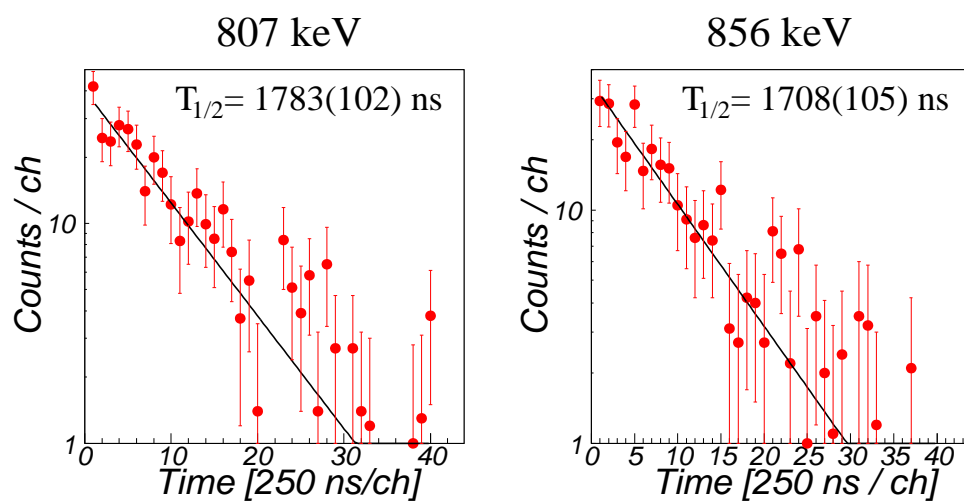 807 keV
856 keV
T1/2= 1783(102) ns
T1/2= 1708(105) ns
Counts / ch
10
1
0 10 20 30 40
Time [250 ns/ch]
Counts / ch
10
1
0 5 10 15 20 25 30 35 40
Time [250 ns / ch]